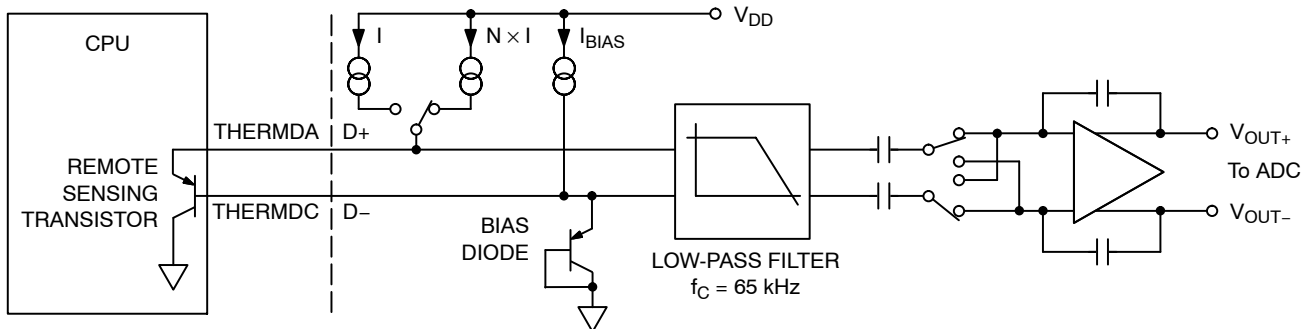 CPU
I
N × I
I_BIAS
V_DD
THERMDA
D+
REMOTE
SENSING
TRANSISTOR
THERMDC
D−
BIAS
DIODE
LOW-PASS FILTER
f_C = 65 kHz
V_OUT+
To ADC
V_OUT−